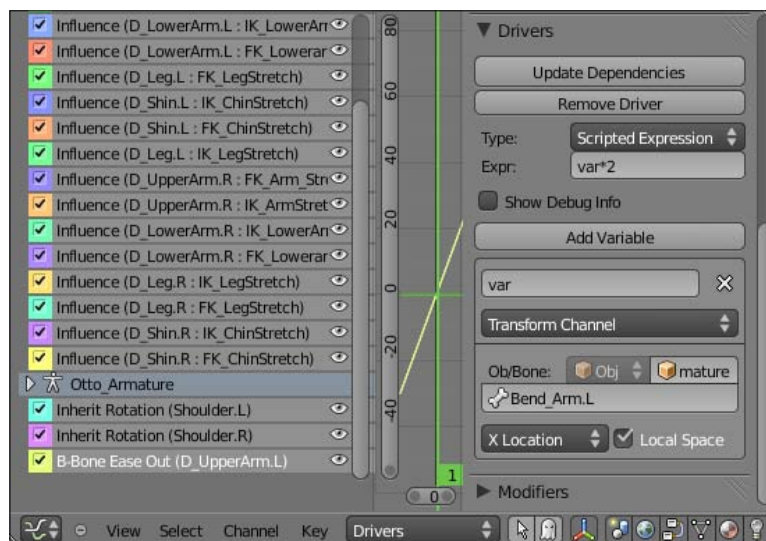 Influence (D_LowerArm.L : IK_LowerArr
Influence (D_LowerArm.L : FK_Lowerar
Influence (D_Leg.L : FK_LegStretch)
Influence (D_Shin.L : IK_ChinStretch)
Influence (D_Shin.L : FK_ChinStretch)
Influence (D_Leg.L : IK_LegStretch)
Influence (D_UpperArm.R : FK_Arm_Stre
Influence (D_UpperArm.R : IK_ArmStret
Influence (D_LowerArm.R : IK_LowerArr
Influence (D_LowerArm.R : FK_Lowerar
Influence (D_Leg.R : IK_LegStretch)
Influence (D_Leg.R : FK_LegStretch)
Influence (D_Shin.R : IK_ChinStretch)
Influence (D_Shin.R : FK_ChinStretch)
Otto_Armature
Inherit Rotation (Shoulder.L)
Inherit Rotation (Shoulder.R)
B-Bone Ease Out (D_UpperArm.L)
80
60
40
20
0
-20
-40
1
0
Drivers
Update Dependencies
Remove Driver
Type: Scripted Expression
Expr: var*2
Show Debug Info
Add Variable
var
Transform Channel
Ob/Bone: Obj mature
Bend_Arm.L
X Location Local Space
Modifiers
View Select Channel Key Drivers